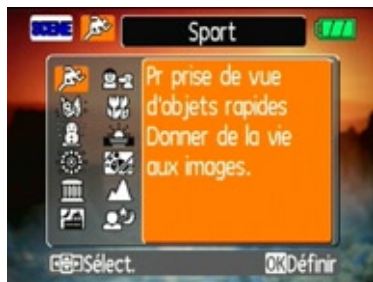 SCENE Sport
Pr prise de vue
d'objets rapides
Donner de la vie
aux images.
Sélect. OK Définir